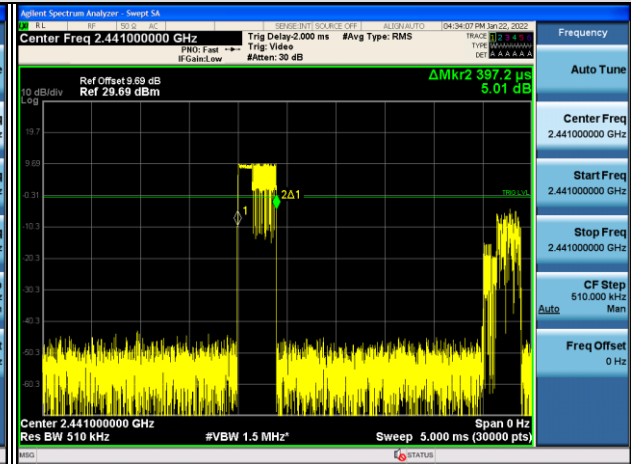 Agilent Spectrum Analyzer - Swept SA
RL RF 50 Ω AC SENSE:INT SOURCE OFF ALIGN AUTO 04:34:07 PM Jan 22, 2022
Center Freq 2.441000000 GHz
PNO: Fast
IFGain:Low
Trig Delay-2.000 ms
Trig: Video
#Atten: 30 dB
#Avg Type: RMS
TRACE 1 2 3 4 5 6
TYPE W
DET A A A A A A
Frequency
Auto Tune
Center Freq
2.441000000 GHz
Start Freq
2.441000000 GHz
Stop Freq
2.441000000 GHz
CF Step
510.000 kHz
Auto Man
Freq Offset
0 Hz
ΔMkr2 397.2 µs
5.01 dB
Ref Offset 9.69 dB
10 dB/div Ref 29.69 dBm
Log
19.7
9.69
-0.31
-10.3
-20.3
-30.3
-40.3
-50.3
-60.3
TRIG LVL
1
2Δ1
Center 2.441000000 GHz Span 0 Hz
Res BW 510 kHz #VBW 1.5 MHz* Sweep 5.000 ms (30000 pts)
MSG STATUS